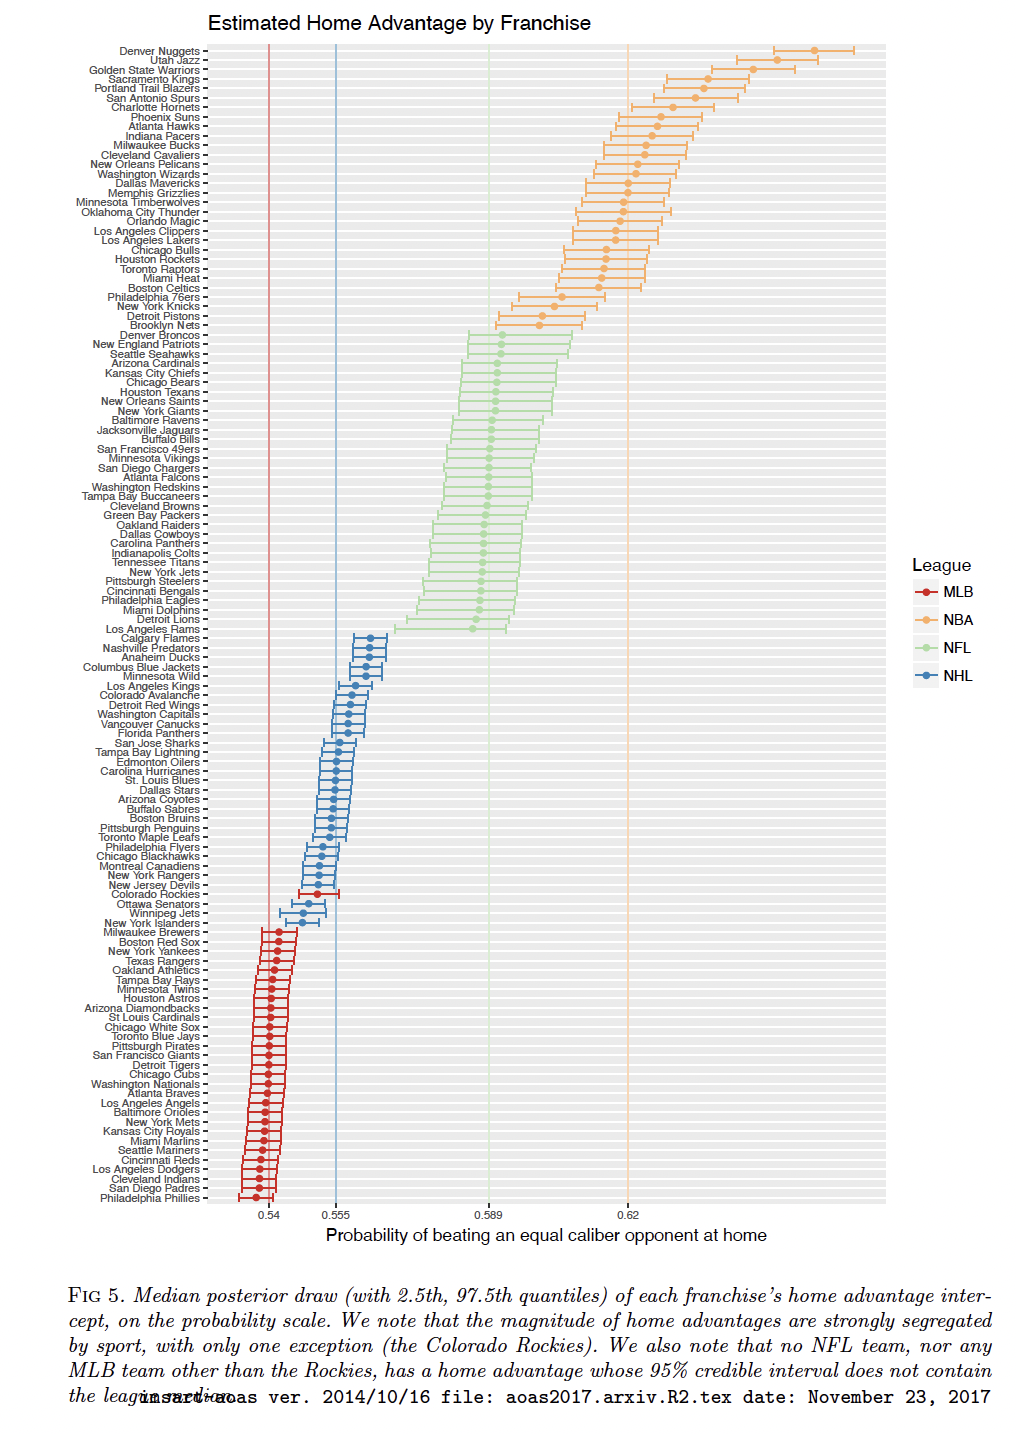 Estimated Home Advantage by Franchise
Denver Nuggets
Utah Jazz
Golden State Warriors
Sacramento Kings
Portland Trail Blazers
San Antonio Spurs
Charlotte Hornets
Phoenix Suns
Atlanta Hawks
Indiana Pacers
Milwaukee Bucks
Cleveland Cavaliers
New Orleans Pelicans
Washington Wizards
Dallas Mavericks
Memphis Grizzlies
Minnesota Timberwolves
Oklahoma City Thunder
Orlando Magic
Los Angeles Clippers
Los Angeles Lakers
Chicago Bulls
Houston Rockets
Toronto Raptors
Miami Heat
Boston Celtics
Philadelphia 76ers
New York Knicks
Detroit Pistons
Brooklyn Nets
Denver Broncos
New England Patriots
Seattle Seahawks
Arizona Cardinals
Kansas City Chiefs
Chicago Bears
Houston Texans
New Orleans Saints
New York Giants
Baltimore Ravens
Jacksonville Jaguars
Buffalo Bills
San Francisco 49ers
Minnesota Vikings
San Diego Chargers
Atlanta Falcons
Washington Redskins
Tampa Bay Buccaneers
Cleveland Browns
Green Bay Packers
Oakland Raiders
Dallas Cowboys
Carolina Panthers
Indianapolis Colts
Tennessee Titans
New York Jets
Pittsburgh Steelers
Cincinnati Bengals
Philadelphia Eagles
Miami Dolphins
Detroit Lions
Los Angeles Rams
Calgary Flames
Nashville Predators
Anaheim Ducks
Columbus Blue Jackets
Minnesota Wild
Los Angeles Kings
Colorado Avalanche
Detroit Red Wings
Washington Capitals
Vancouver Canucks
Florida Panthers
San Jose Sharks
Tampa Bay Lightning
Edmonton Oilers
Carolina Hurricanes
St. Louis Blues
Dallas Stars
Arizona Coyotes
Buffalo Sabres
Boston Bruins
Pittsburgh Penguins
Toronto Maple Leafs
Philadelphia Flyers
Chicago Blackhawks
Montreal Canadiens
New York Rangers
New Jersey Devils
Colorado Rockies
Ottawa Senators
Winnipeg Jets
New York Islanders
Milwaukee Brewers
Boston Red Sox
New York Yankees
Texas Rangers
Oakland Athletics
Tampa Bay Rays
Minnesota Twins
Houston Astros
Arizona Diamondbacks
St Louis Cardinals
Chicago White Sox
Toronto Blue Jays
Pittsburgh Pirates
San Francisco Giants
Detroit Tigers
Chicago Cubs
Washington Nationals
Atlanta Braves
Los Angeles Angels
Baltimore Orioles
New York Mets
Kansas City Royals
Miami Marlins
Seattle Mariners
Cincinnati Reds
Los Angeles Dodgers
Cleveland Indians
San Diego Padres
Philadelphia Phillies
0.54 0.555 0.589 0.62
Probability of beating an equal caliber opponent at home
League
MLB
NBA
NFL
NHL
FIG 5. Median posterior draw (with 2.5th, 97.5th quantiles) of each franchise's home advantage inter-
cept, on the probability scale. We note that the magnitude of home advantages are strongly segregated
by sport, with only one exception (the Colorado Rockies). We also note that no NFL team, nor any
MLB team other than the Rockies, has a home advantage whose 95% credible interval does not contain
the league median.
imsart-aoas ver. 2014/10/16 file: aoas2017.arxiv.R2.tex date: November 23, 2017